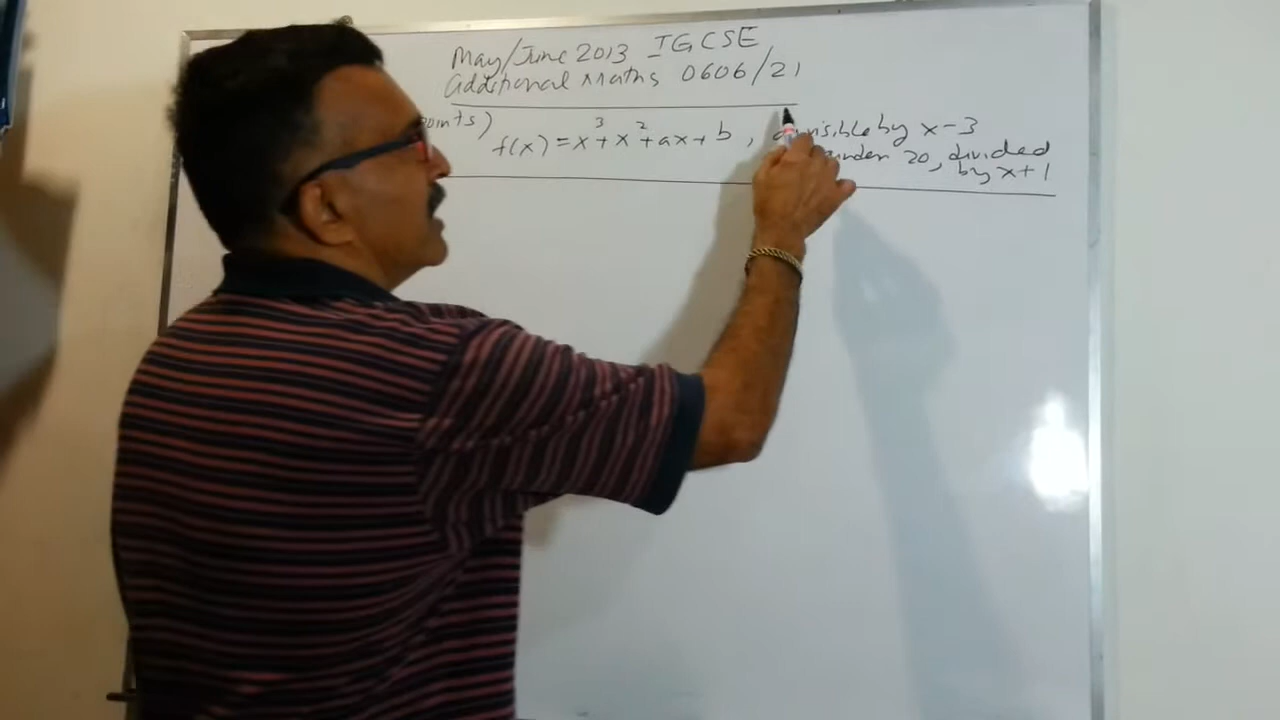 May/June 2013 IGCSE
Additional Maths 0606/21
points)
f(x) = x³ + x² + ax + b, divisible by x-3
20, divided
by x+1